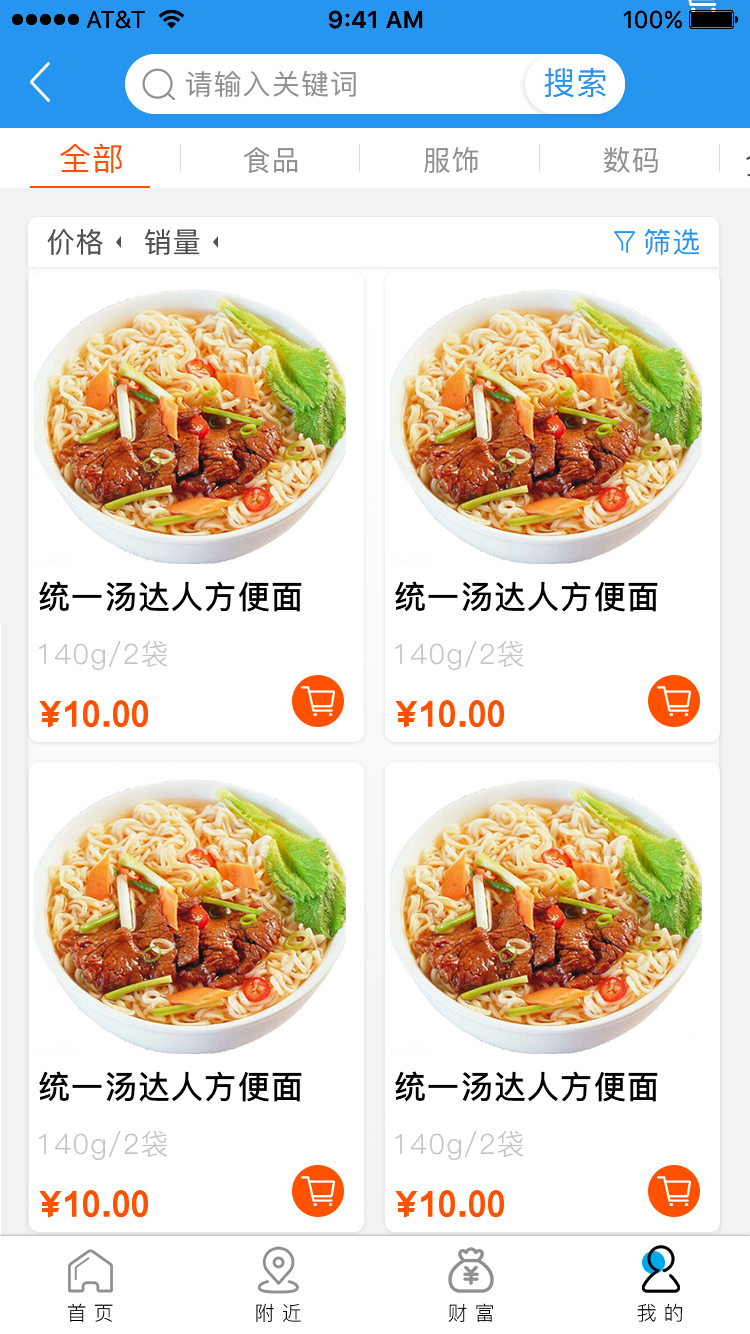 AT&T 9:41 AM 100%
请输入关键词 搜索
全部 食品 服饰 数码
价格 销量 筛选
统一汤达人方便面 统一汤达人方便面
140g/2袋 140g/2袋
¥10.00 ¥10.00
统一汤达人方便面 统一汤达人方便面
140g/2袋 140g/2袋
¥10.00 ¥10.00
首页 附近 财富 我的